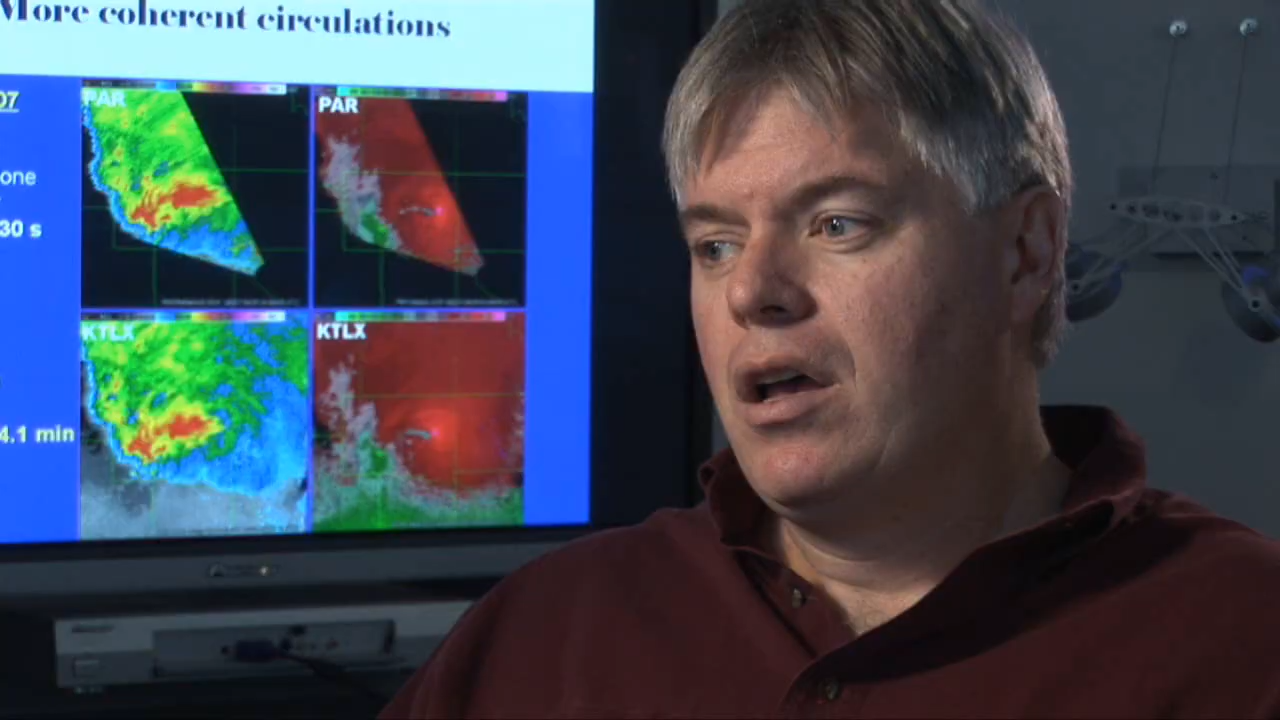 More coherent circulations
07
one
30 s
4.1 min
PAR
PAR
KTLX
KTLX